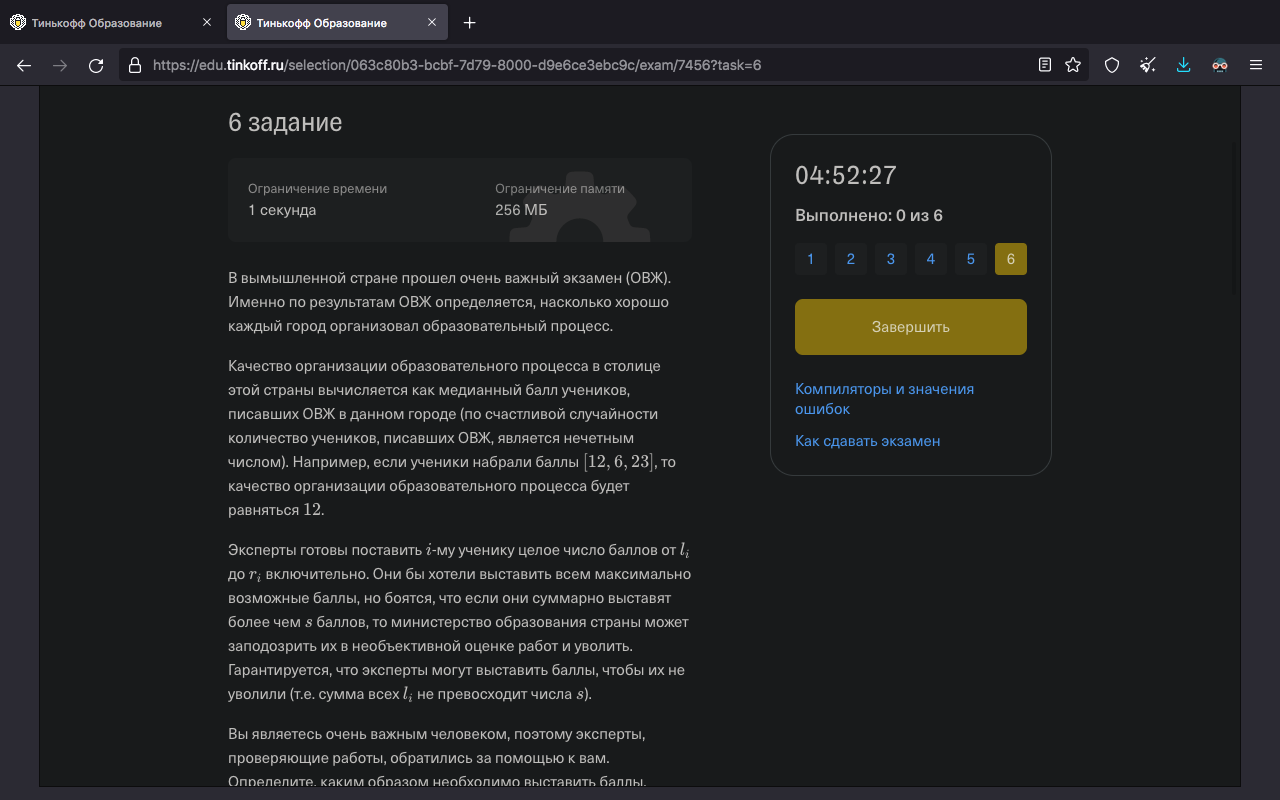 Тинькофф Образование
Тинькофф Образование
https://edu.tinkoff.ru/selection/063c80b3-bcbf-7d79-8000-d9e6ce3ebc9c/exam/7456?task=6
6 задание
Ограничение времени
Ограничение памяти
1 секунда
256 МБ
В вымышленной стране прошел очень важный экзамен (ОВЖ).
Именно по результатам ОВЖ определяется, насколько хорошо
каждый город организовал образовательный процесс.
Качество организации образовательного процесса в столице
этой страны вычисляется как медианный балл учеников,
писавших ОВЖ в данном городе (по счастливой случайности
количество учеников, писавших ОВЖ, является нечетным
числом). Например, если ученики набрали баллы [12, 6, 23], то
качество организации образовательного процесса будет
равняться 12.
Эксперты готовы поставить i-му ученику целое число баллов от lᵢ
до rᵢ включительно. Они бы хотели выставить всем максимально
возможные баллы, но боятся, что если они суммарно выставят
более чем s баллов, то министерство образования страны может
заподозрить их в необъективной оценке работ и уволить.
Гарантируется, что эксперты могут выставить баллы, чтобы их не
уволили (т.е. сумма всех lᵢ не превосходит числа s).
Вы являетесь очень важным человеком, поэтому эксперты,
проверяющие работы, обратились за помощью к вам.
Определите, каким образом необходимо выставить баллы,
04:52:27
Выполнено: 0 из 6
1 2 3 4 5 6
Завершить
Компиляторы и значения
ошибок
Как сдавать экзамен